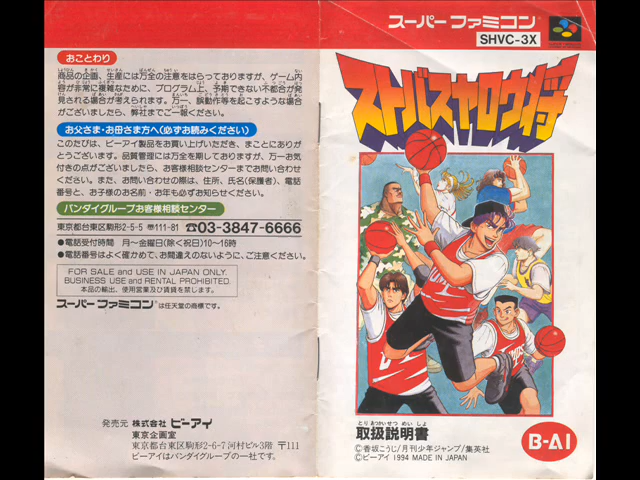 おことわり
商品の企画、生産には万全の注意をはらっておりますが、ゲーム内
容が非常に複雑なために、プログラム上、予期できない不都合が発
見される場合が考えられます。万一、誤動作等を起こすような場合
がございましたら、弊社までご一報ください。
お父さま・お母さま方へ(必ずお読みください)
このたびは、ビーアイ製品をお買い上げいただき、まことにありが
とうございます。品質管理には万全を期しておりますが、万一お気
付きの点がございましたら、お客様相談センターまでお問い合わ
せください。また、お問い合わせの際は、住所、氏名(保護者)、電話
番号と、お子様のお名前・お年も必ずお知らせください。
バンダイグループお客様相談センター
東京都台東区駒形2-5-5 〒111-81 ☎03-3847-6666
●電話受付時間 月〜金曜日(除く祝日)10〜16時
●電話番号はよく確かめて、お間違えのないように、ご注意ください。
FOR SALE and USE IN JAPAN ONLY.
BUSINESS USE and RENTAL PROHIBITED.
本品の輸出、使用営業及び賃貸を禁じます。
スーパーファミコン®は任天堂の商標です。
発売元 株式会社 ビーアイ
東京企画室
東京都台東区駒形2-6-7河村ビル3階 〒111
ビーアイはバンダイグループの一社です。
スーパーファミコン®
SHVC-3X
ストバスヤロウ将
とりあつかいせつめいしょ
取扱説明書
B-AI
©香坂こうじ/月刊少年ジャンプ/集英社
©ビーアイ 1994 MADE IN JAPAN